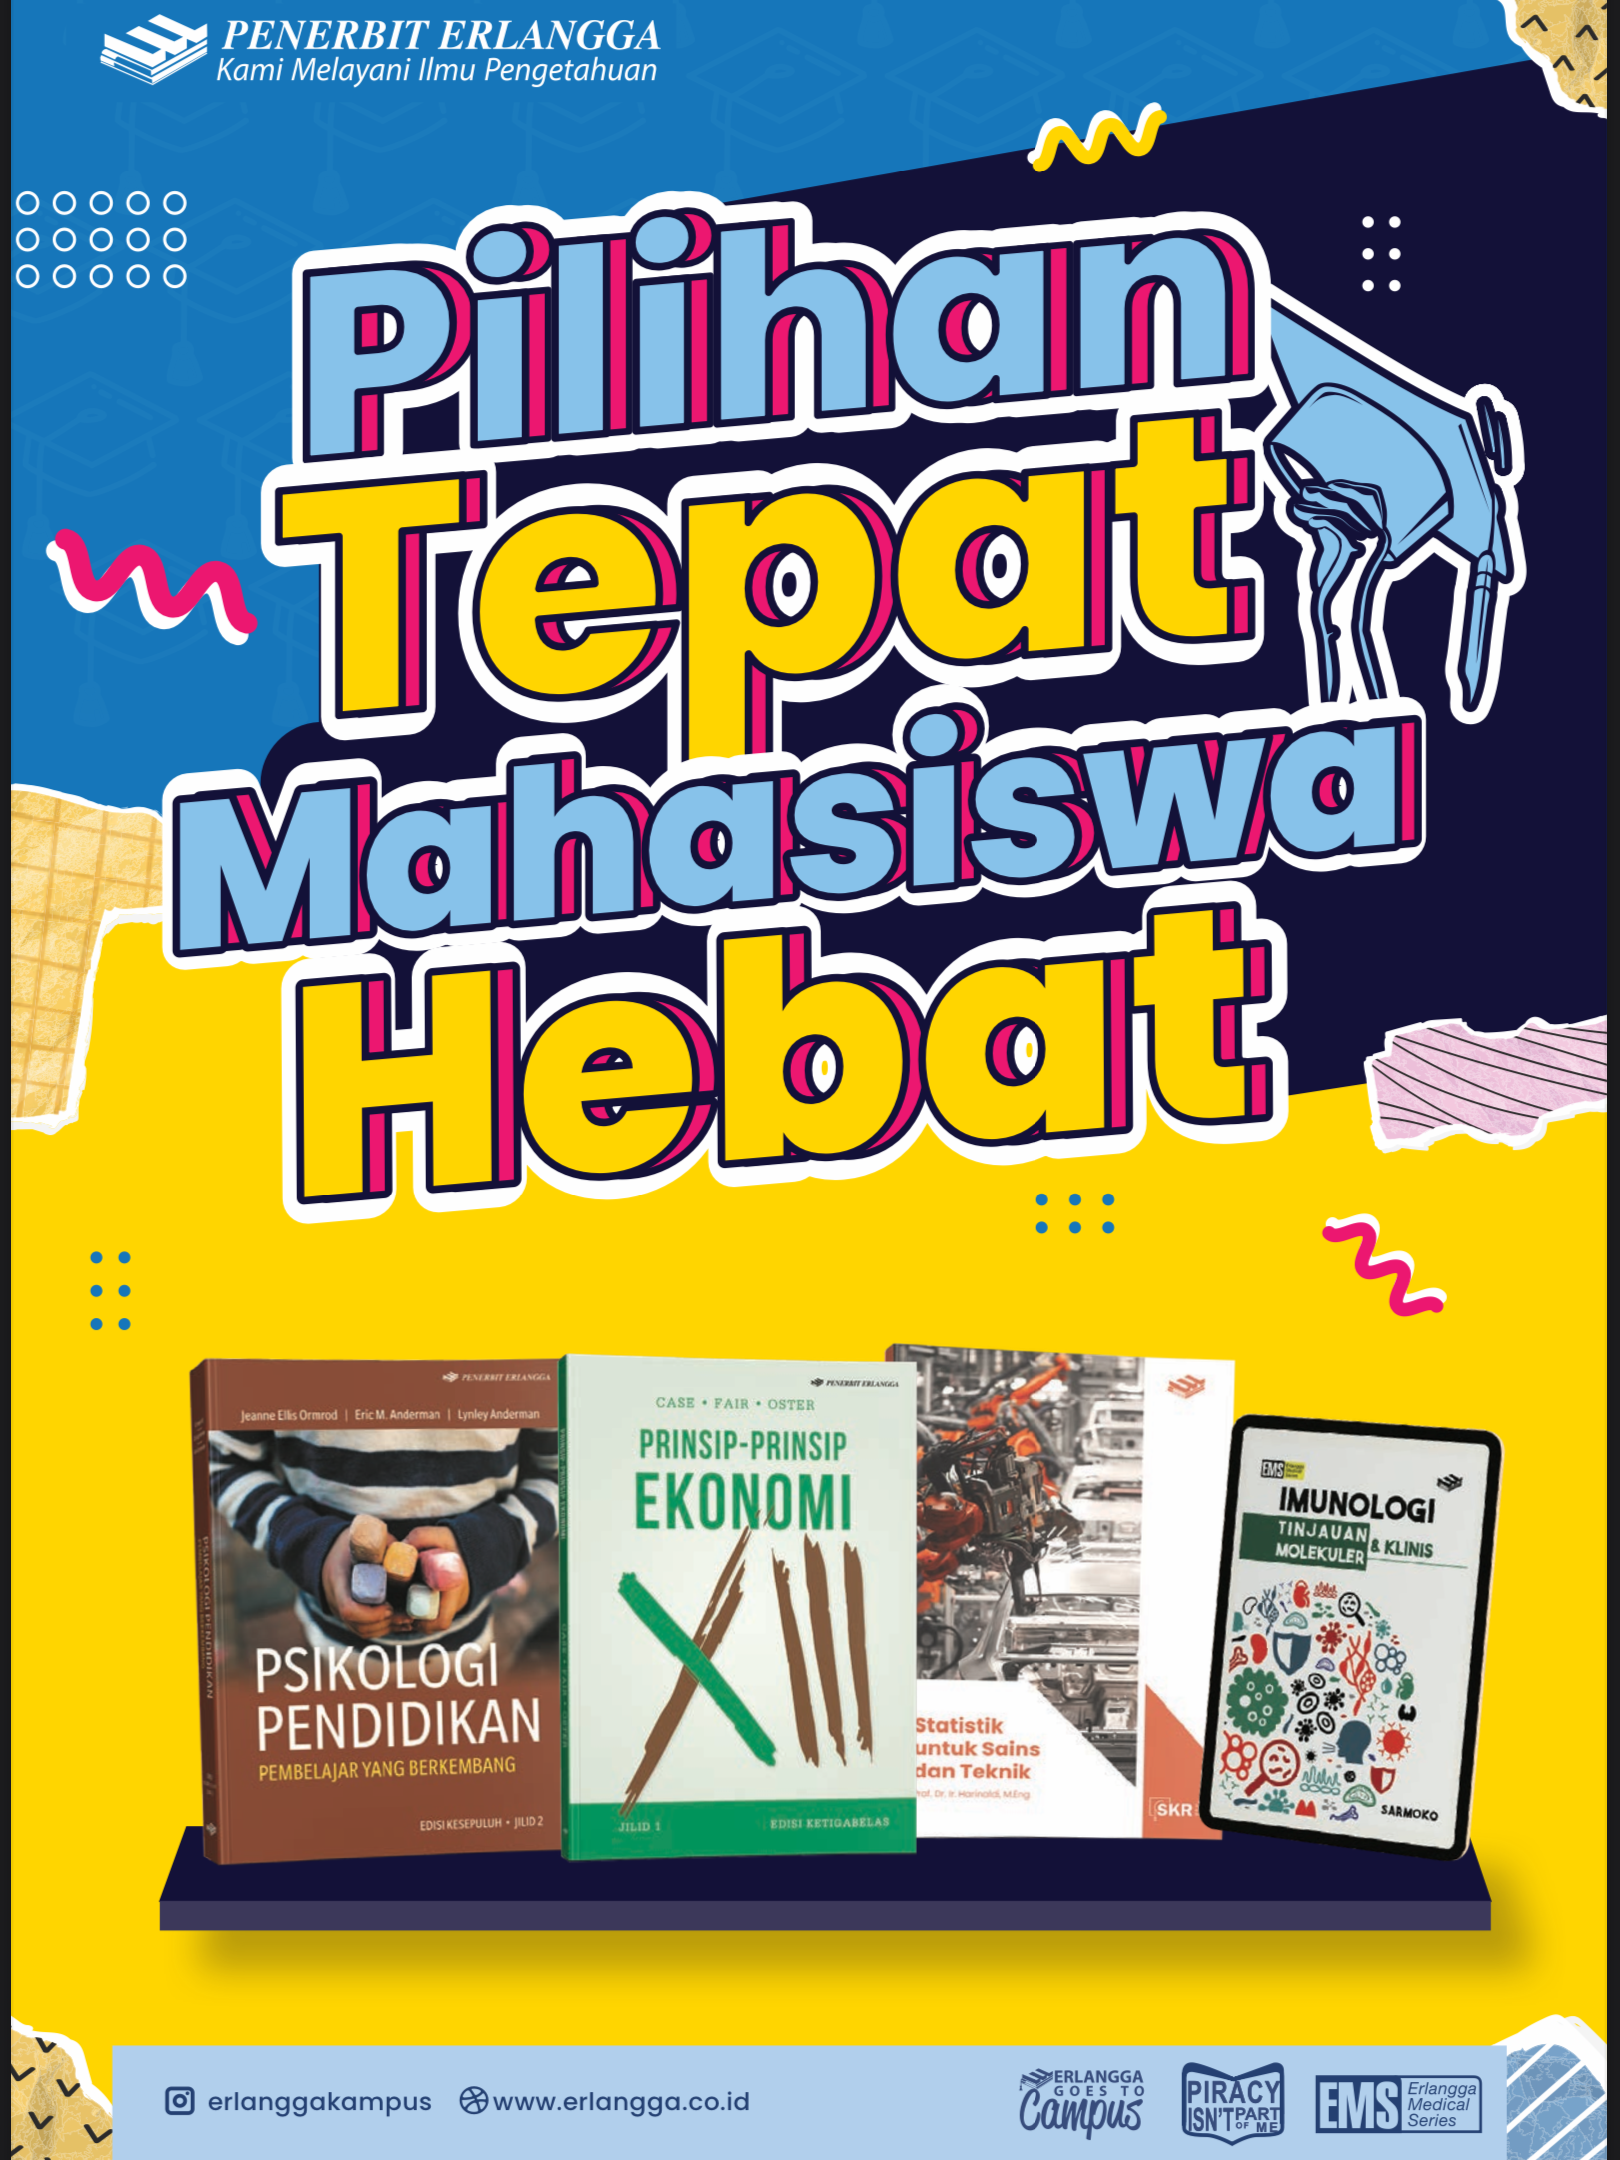 PENERBIT ERLANGGA
Kami Melayani Ilmu Pengetahuan
Pilihan
Tepat
Mahasiswa
Hebat
PENERBIT ERLANGGA
Jeanne Ellis Ormrod | Eric M. Anderman | Lynley Anderman
PSIKOLOGI
PENDIDIKAN
PEMBELAJAR YANG BERKEMBANG
EDISI KESEPULUH • JILID 2
PSIKOLOGI PENDIDIKAN
PENERBIT ERLANGGA
CASE • FAIR • OSTER
PRINSIP-PRINSIP
EKONOMI
XIII
JILID 1
EDISI KETIGABELAS
Statistik
untuk Sains
dan Teknik
Prof. Dr. Ir. Harinaldi, M.Eng
SKR
EMS
IMUNOLOGI
TINJAUAN
MOLEKULER
& KLINIS
SARMOKO
erlanggakampus
www.erlangga.co.id
ERLANGGA
GOES TO
Campus
PIRACY
ISN'T PART
OF ME
EMS
Erlangga
Medical
Series